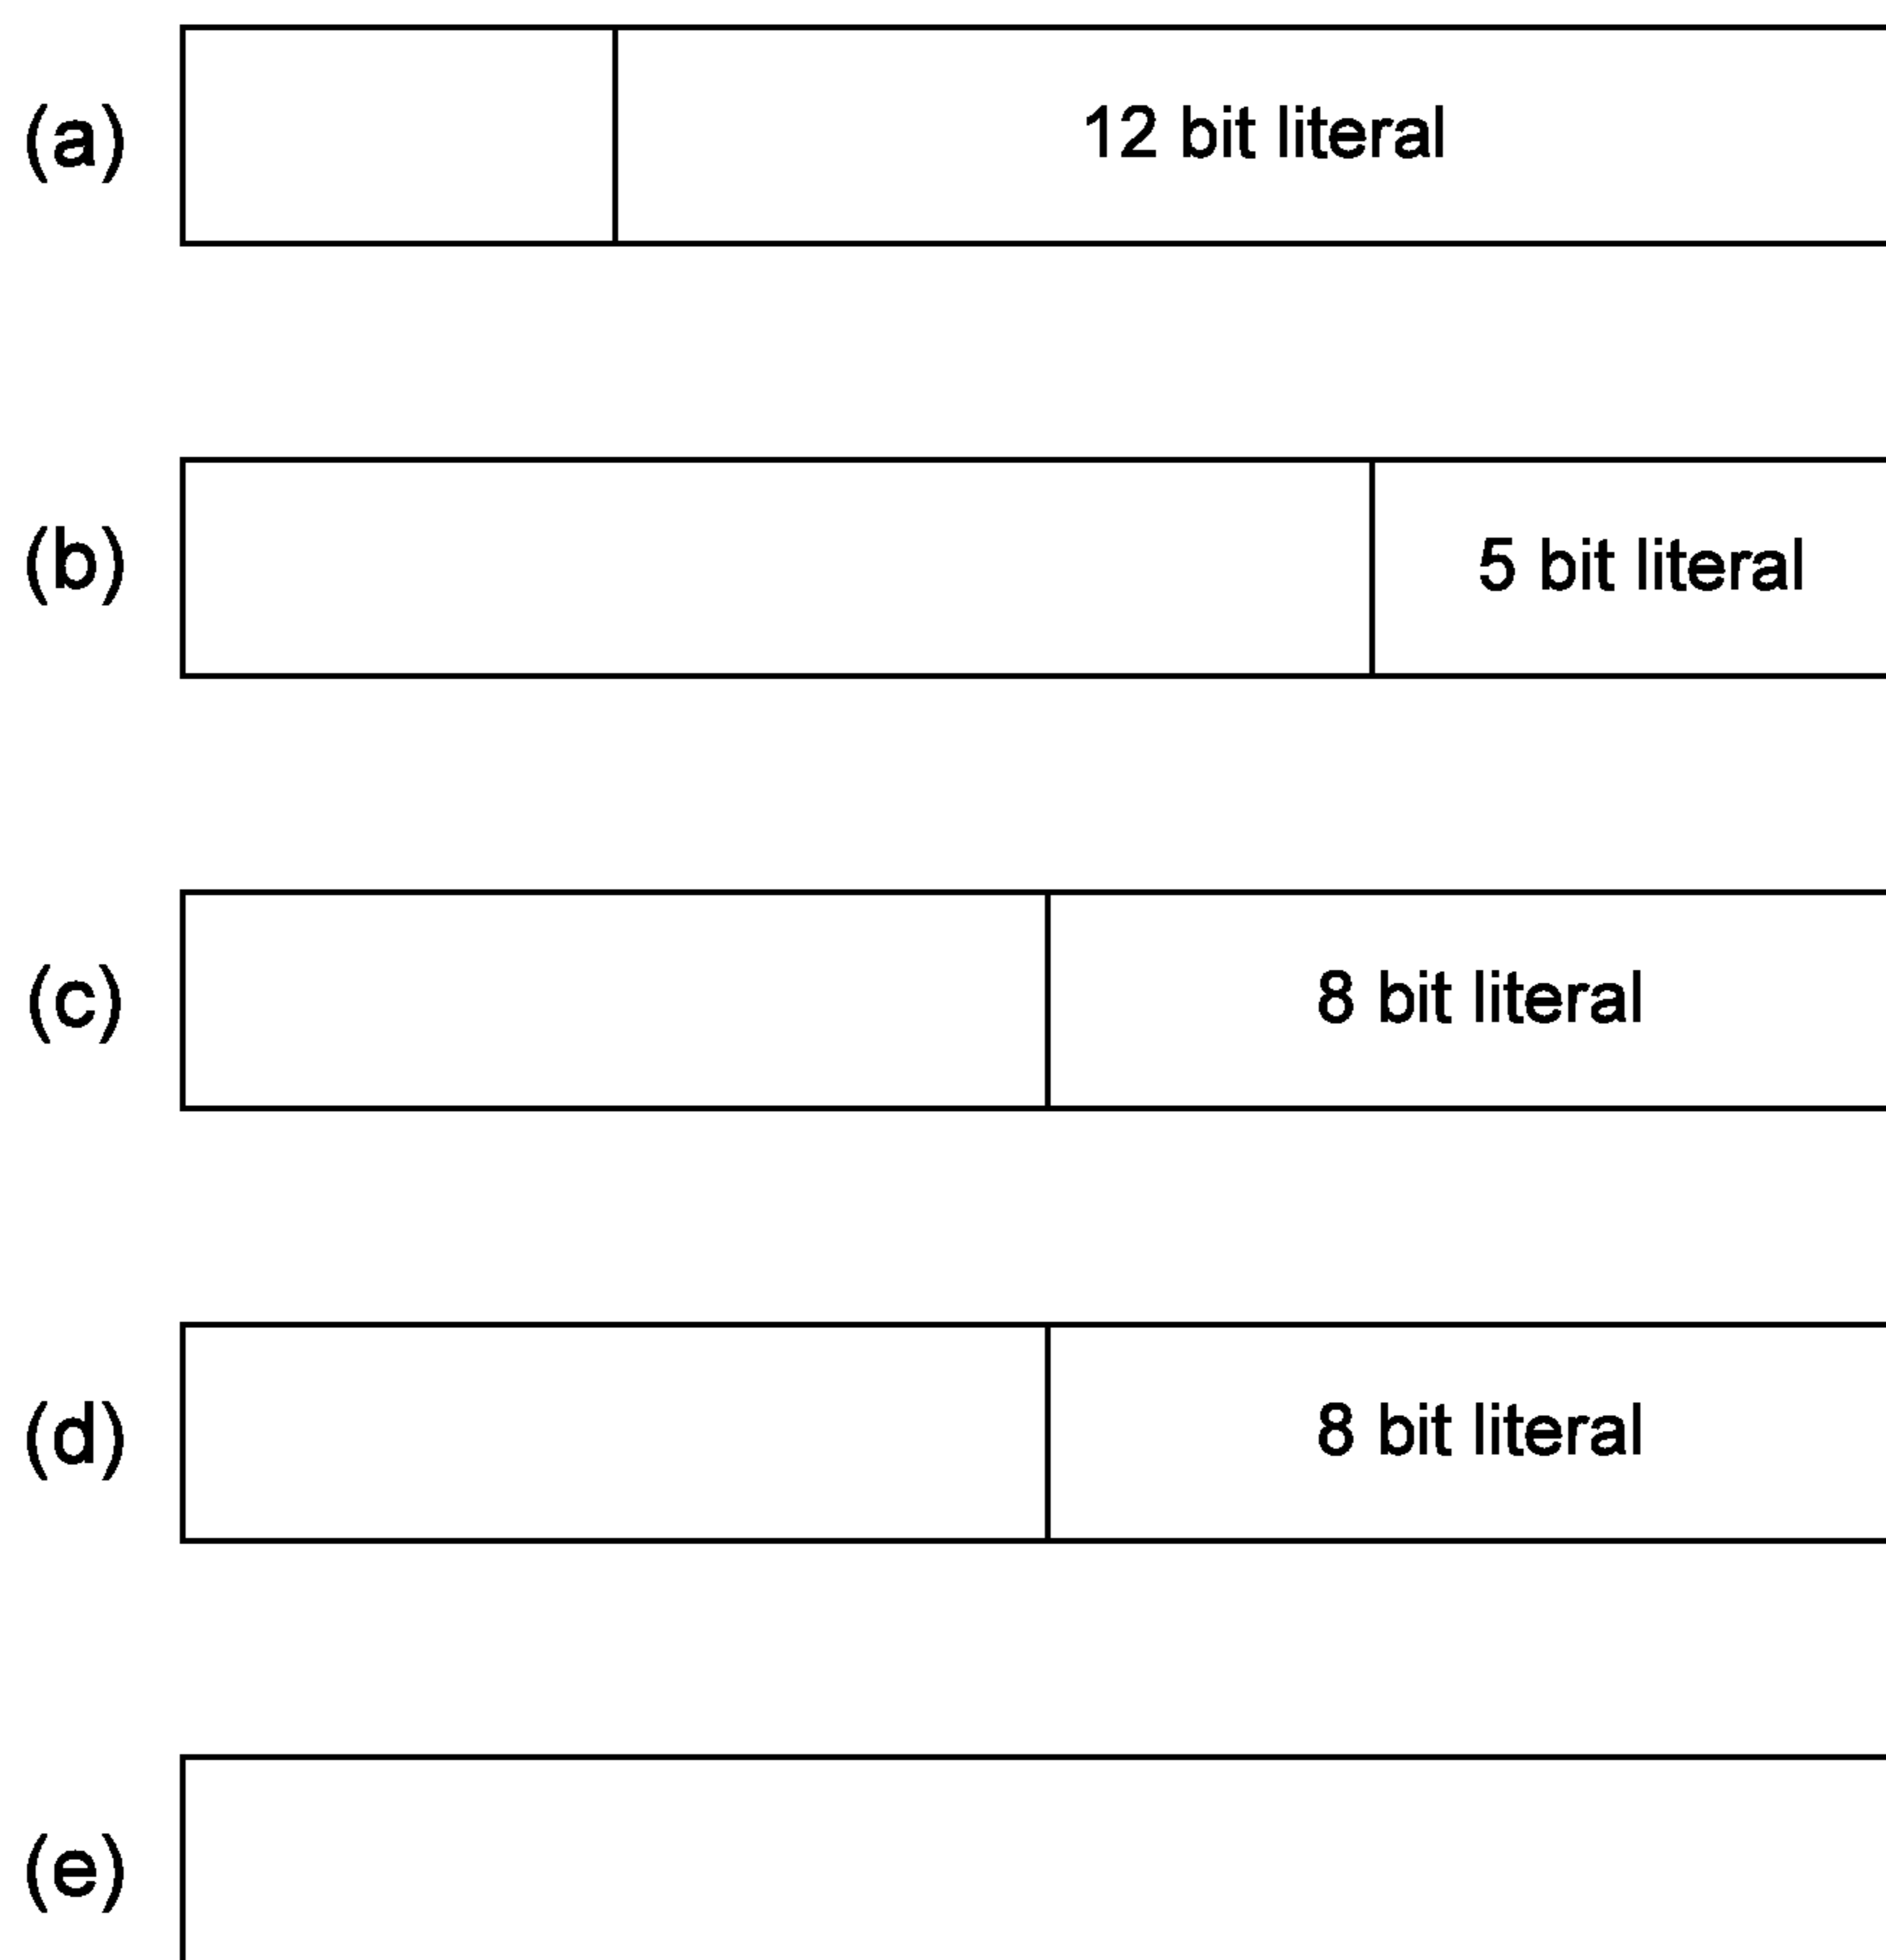 (a) 12 bit literal
(b) 5 bit literal
(c) 8 bit literal
(d) 8 bit literal
(e)